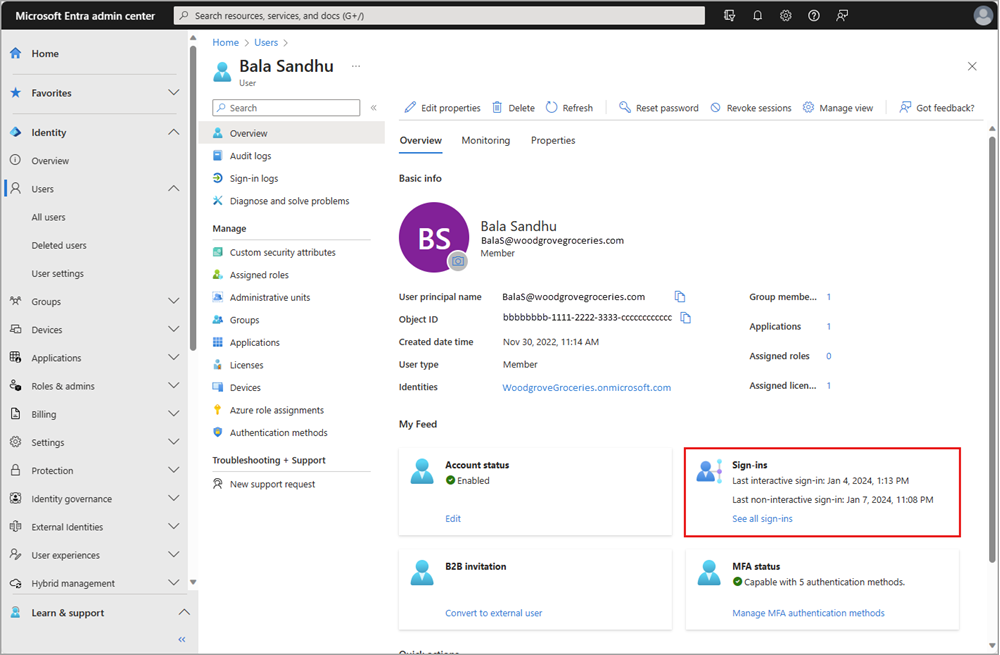 Microsoft Entra admin center
Search resources, services, and docs (G+/)
Home
Favorites
Identity
Overview
Users
All users
Deleted users
User settings
Groups
Devices
Applications
Roles & admins
Billing
Settings
Protection
Identity governance
External Identities
User experiences
Hybrid management
Learn & support
Home > Users >
Bala Sandhu ...
User
Search
Overview
Audit logs
Sign-in logs
Diagnose and solve problems
Manage
Custom security attributes
Assigned roles
Administrative units
Groups
Applications
Licenses
Devices
Azure role assignments
Authentication methods
Troubleshooting + Support
New support request
Edit properties Delete Refresh Reset password Revoke sessions Manage view Got feedback?
Overview Monitoring Properties
Basic info
BS
Bala Sandhu
BalaS@woodgrovegroceries.com
Member
User principal name BalaS@woodgrovegroceries.com
Object ID bbbbbbbb-1111-2222-3333-cccccccccccc
Created date time Nov 30, 2022, 11:14 AM
User type Member
Identities WoodgroveGroceries.onmicrosoft.com
Group membe... 1
Applications 1
Assigned roles 0
Assigned licen... 1
My Feed
Account status
Enabled
Edit
Sign-ins
Last interactive sign-in: Jan 4, 2024, 1:13 PM
Last non-interactive sign-in: Jan 7, 2024, 11:08 PM
See all sign-ins
B2B invitation
Convert to external user
MFA status
Capable with 5 authentication methods.
Manage MFA authentication methods
Quick actions